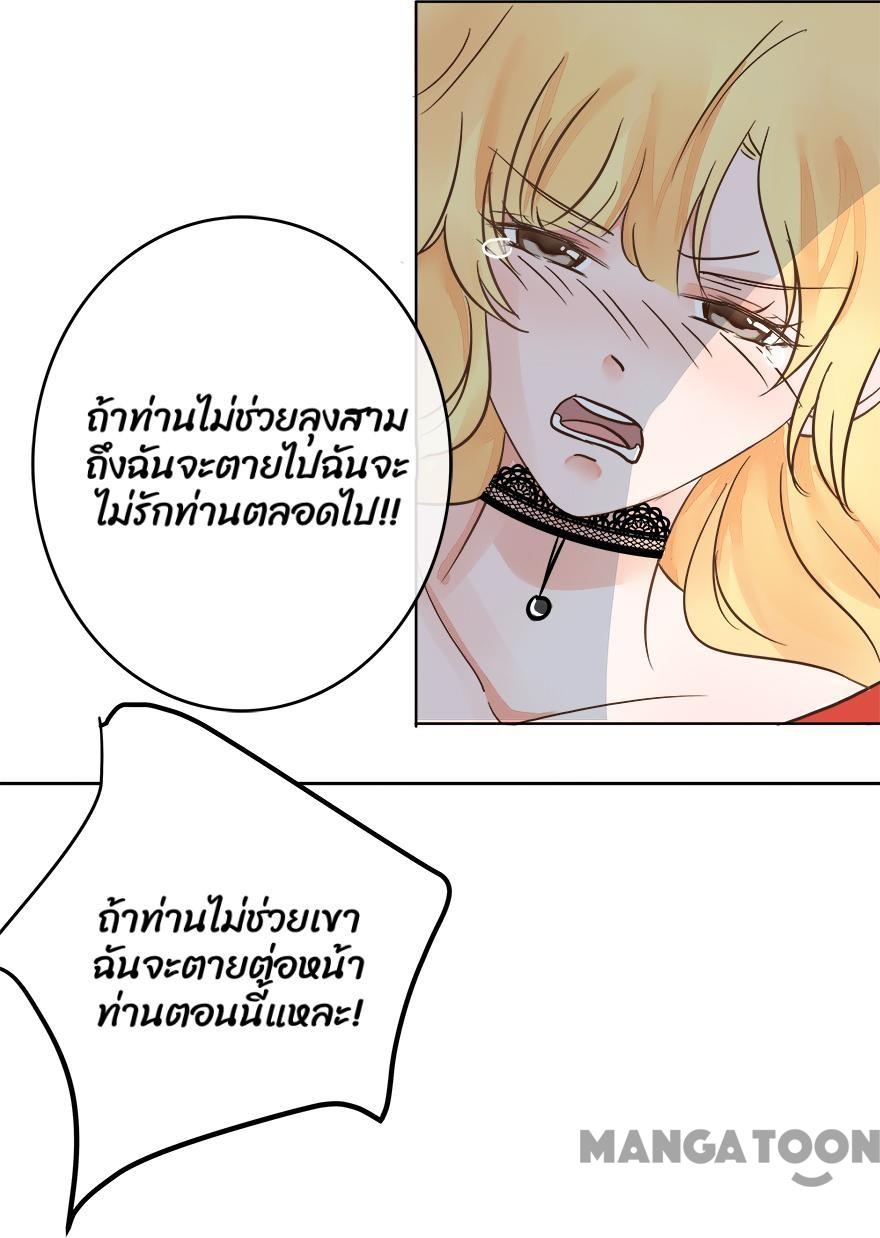 ถ้าท่านไม่ช่วยลุงสาม
ถึงฉันจะตายไปฉันจะ
ไม่รักท่านตลอดไป!!
ถ้าท่านไม่ช่วยเขา
ฉันจะตายต่อหน้า
ท่านตอนนี้แหละ!
MANGATOON